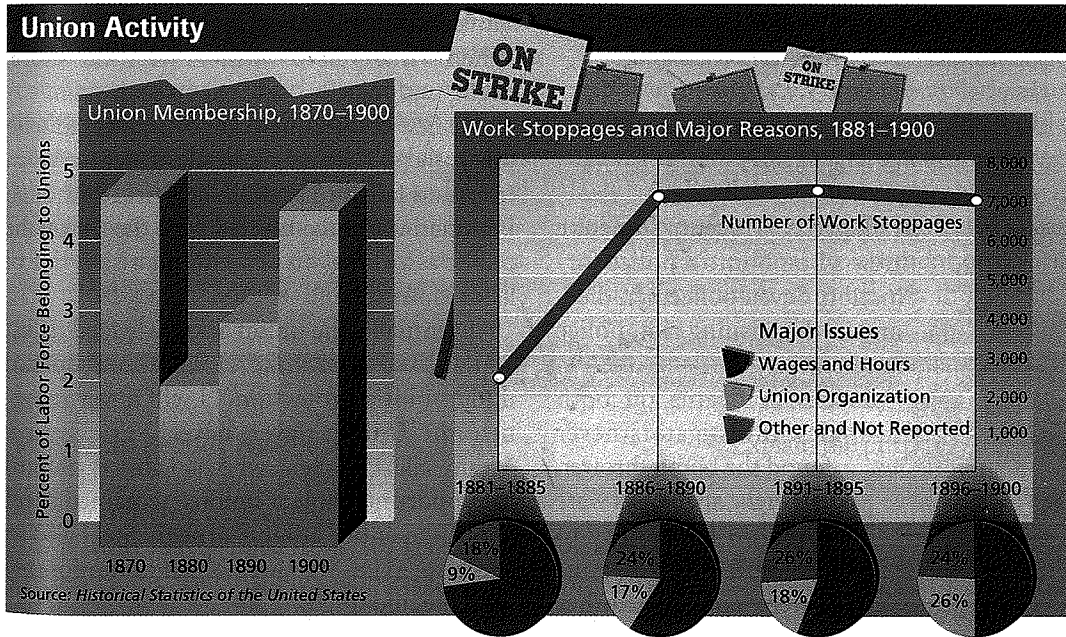 Union Activity
ON
STRIKE
ON
STRIKE
Union Membership, 1870–1900
Percent of Labor Force Belonging to Unions
5
4
3
2
1
0
1870
1880
1890
1900
Source: Historical Statistics of the United States
Work Stoppages and Major Reasons, 1881–1900
8,000
7,000
6,000
5,000
4,000
3,000
2,000
1,000
Number of Work Stoppages
Major Issues
Wages and Hours
Union Organization
Other and Not Reported
1881–1885
1886–1890
1891–1895
1896–1900
18%
9%
24%
17%
26%
18%
24%
26%